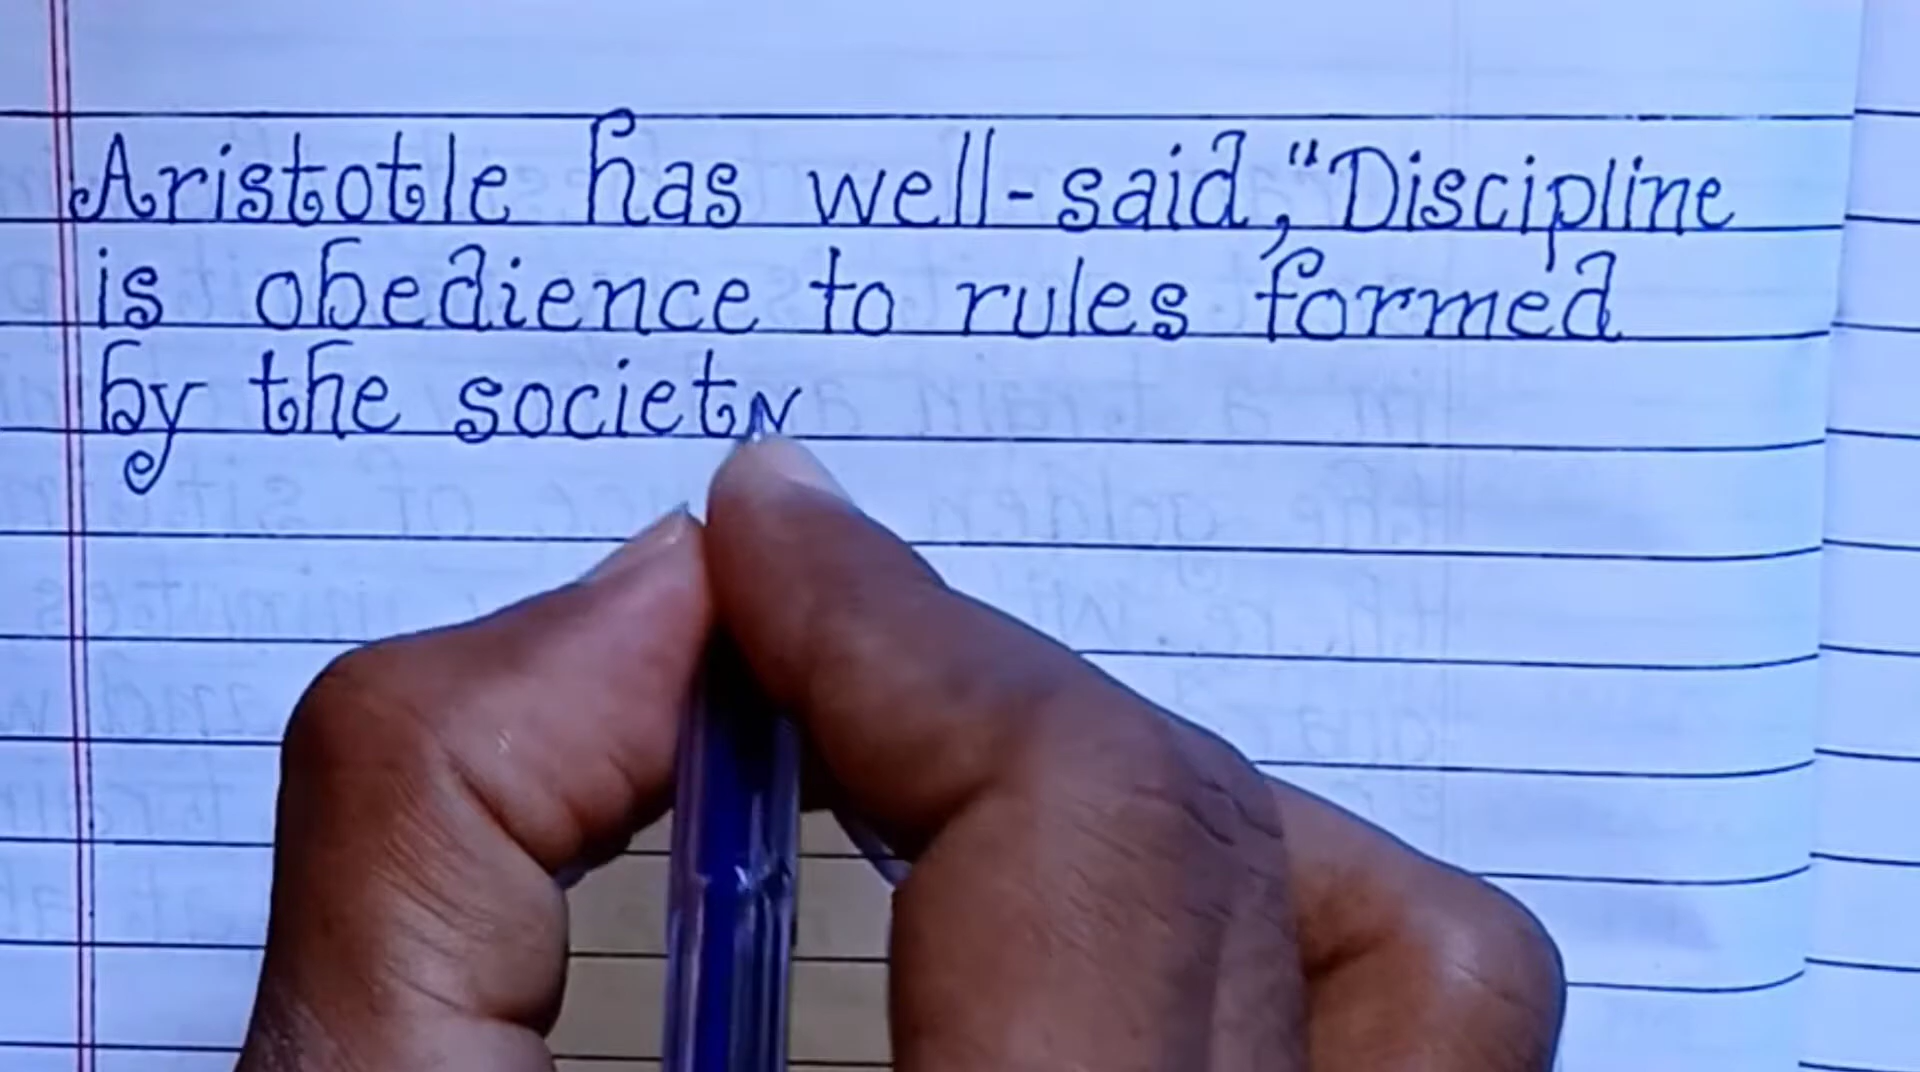 Aristotle has well-said, "Discipline
is obedience to rules formed
by the society